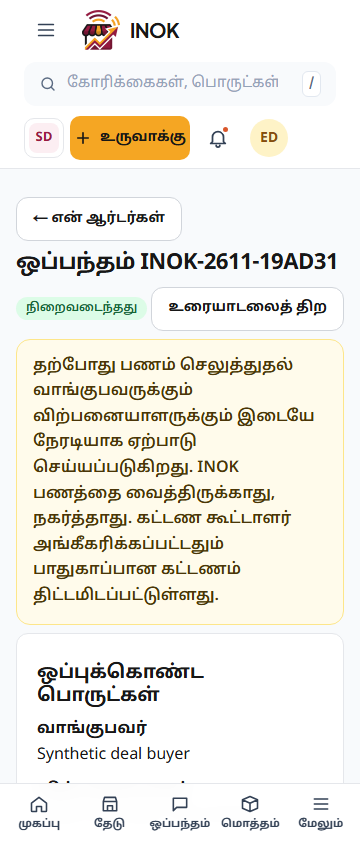 INOK
கோரிக்கைகள், பொருட்கள்
/
SD
+ உருவாக்கு
ED
← என் ஆர்டர்கள்
ஒப்பந்தம் INOK-2611-19AD31
நிறைவடைந்தது
உரையாடலைத் திற
தற்போது பணம் செலுத்துதல்
வாங்குபவருக்கும்
விற்பனையாளருக்கும் இடையே
நேரடியாக ஏற்பாடு
செய்யப்படுகிறது. INOK
பணத்தை வைத்திருக்காது,
நகர்த்தாது. கட்டண கூட்டாளர்
அங்கீகரிக்கப்பட்டதும்
பாதுகாப்பான கட்டணம்
திட்டமிடப்பட்டுள்ளது.
ஒப்புக்கொண்ட
பொருட்கள்
வாங்குபவர்
Synthetic deal buyer
முகப்பு
தேடு
ஒப்பந்தம்
மொத்தம்
மேலும்